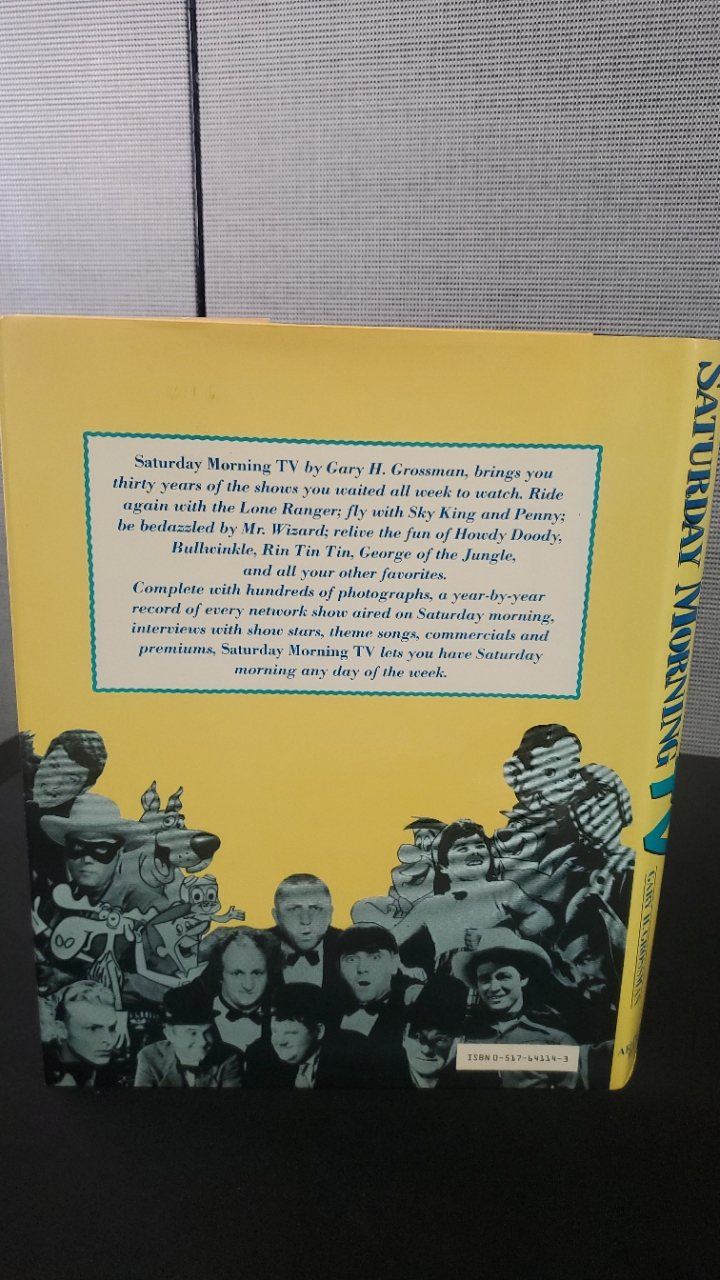 Saturday Morning TV by Gary H. Grossman, brings you
thirty years of the shows you waited all week to watch. Ride
again with the Lone Ranger; fly with Sky King and Penny;
be bedazzled by Mr. Wizard; relive the fun of Howdy Doody,
Bullwinkle, Rin Tin Tin, George of the Jungle,
and all your other favorites.
Complete with hundreds of photographs, a year-by-year
record of every network show aired on Saturday morning,
interviews with show stars, theme songs, commercials and
premiums, Saturday Morning TV lets you have Saturday
morning any day of the week.
ISBN 0-517-64114-3
SATURDAY MORNING TV
GARY H. GROSSMAN